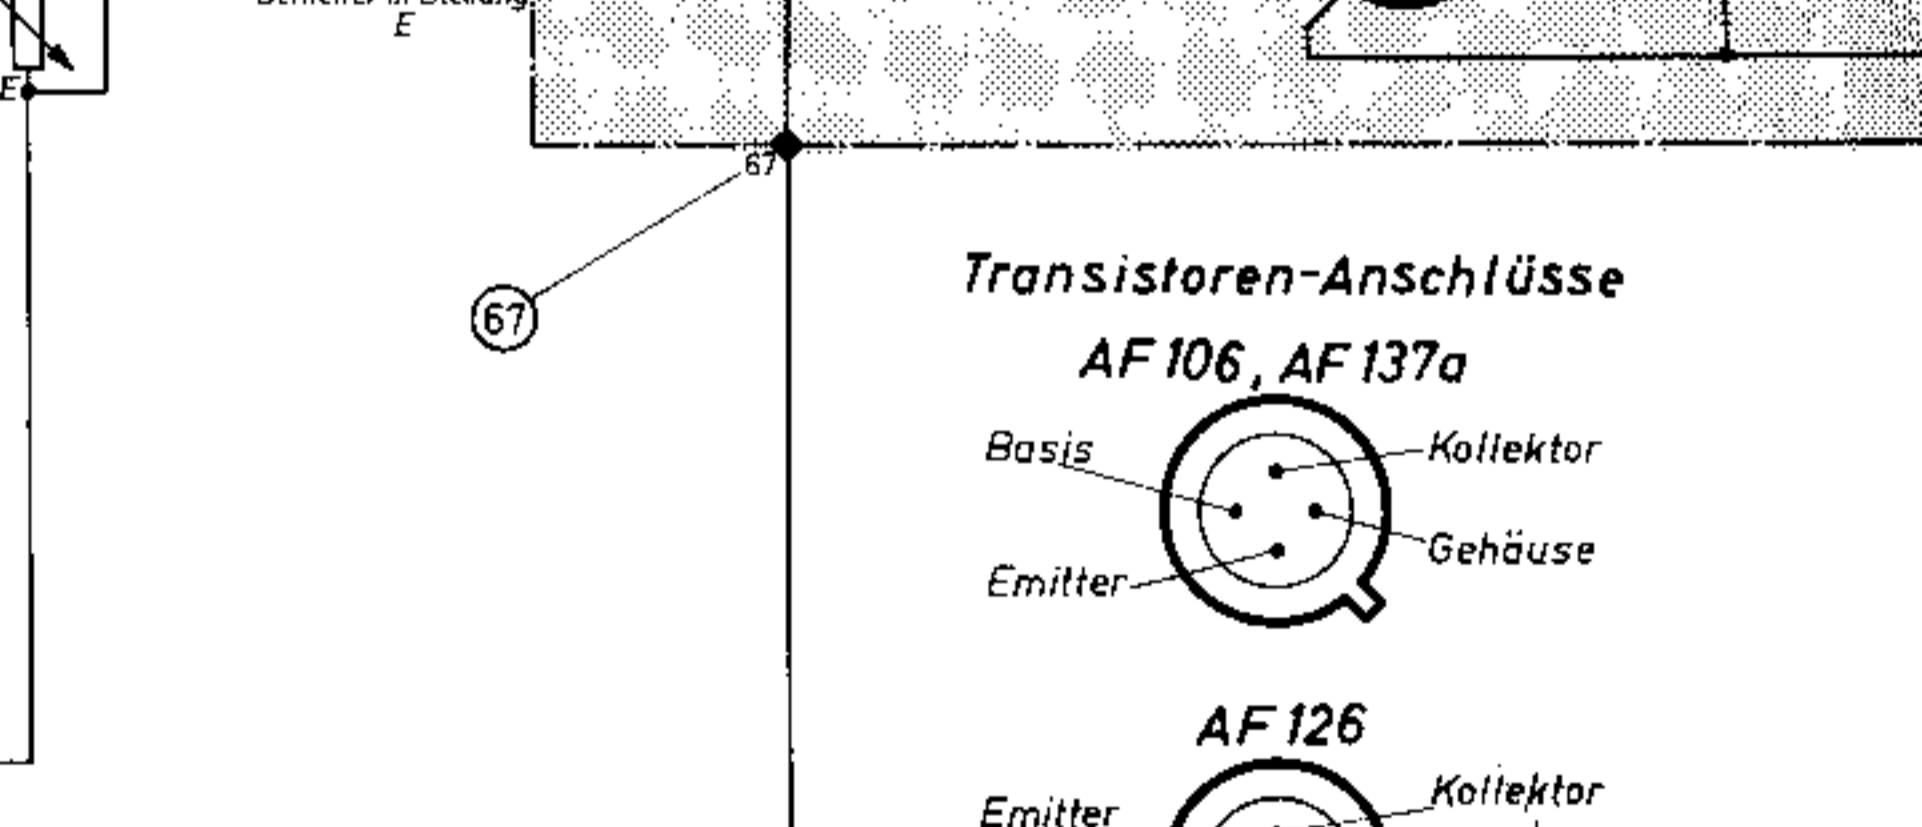 E
E
67
67
Transistoren-Anschlüsse
AF 106, AF 137a
Basis
Kollektor
Gehäuse
Emitter
AF 126
Kollektor
Emitter